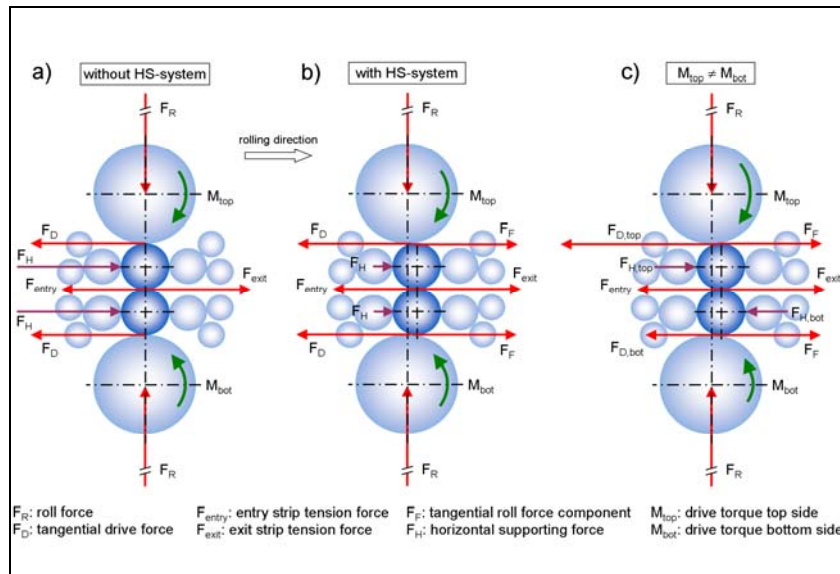 a) without HS-system
b) with HS-system
c) M_top ≠ M_bot
F_R
F_R
F_R
rolling direction
M_top
M_top
M_top
F_D
F_D
F_F
F_D,top
F_F
F_H
F_H
F_H,top
F_entry
F_exit
F_entry
F_exit
F_entry
F_exit
F_H
F_H
F_H,bot
F_D
F_D
F_F
F_D,bot
F_F
M_bot
M_bot
M_bot
F_R
F_R
F_R
F_R: roll force F_entry: entry strip tension force F_F: tangential roll force component M_top: drive torque top side
F_D: tangential drive force F_exit: exit strip tension force F_H: horizontal supporting force M_bot: drive torque bottom side